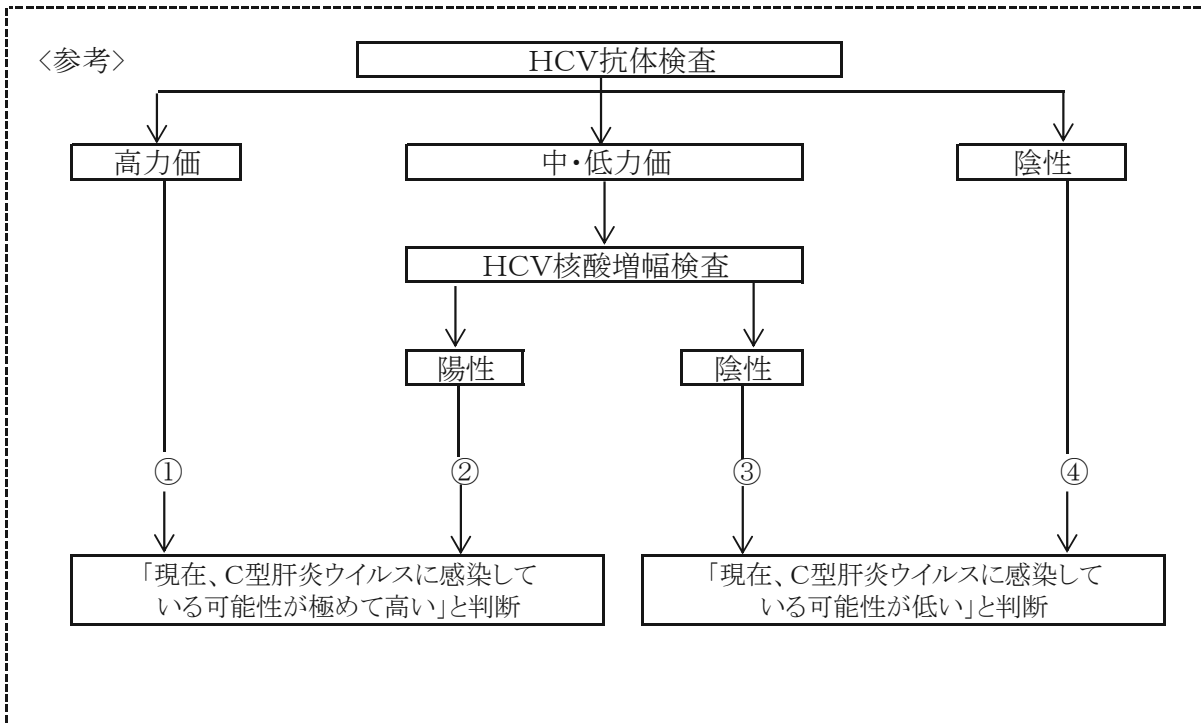 〈参考〉
HCV抗体検査
高力価
中・低力価
陰性
HCV核酸増幅検査
陽性
陰性
①
②
③
④
「現在、C型肝炎ウイルスに感染して
いる可能性が極めて高い」と判断
「現在、C型肝炎ウイルスに感染して
いる可能性が低い」と判断